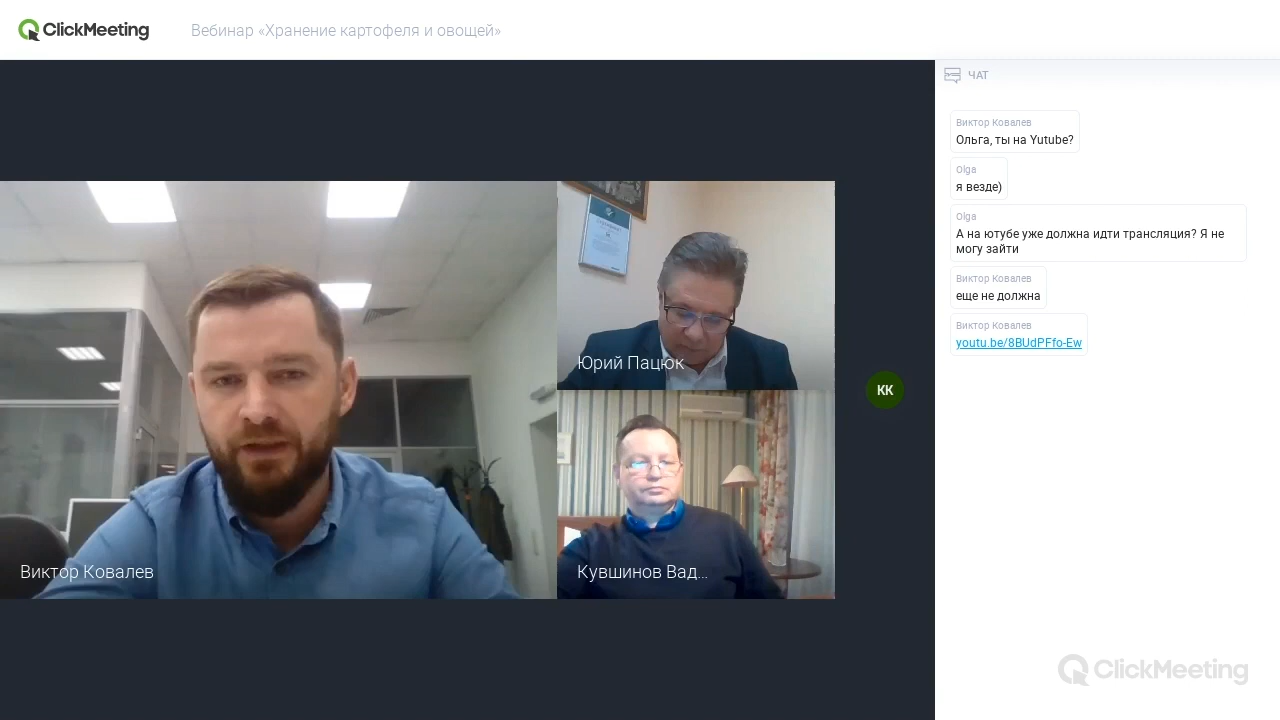 ClickMeeting
Вебинар «Хранение картофеля и овощей»
ЧАТ
Виктор Ковалев
Ольга, ты на Yutube?
Olga
я везде)
Olga
А на ютубе уже должна идти трансляция? Я не
могу зайти
Виктор Ковалев
еще не должна
Виктор Ковалев
youtu.be/8BUdPFfo-Ew
Юрий Пацюк
КК
Виктор Ковалев
Кувшинов Вад...
ClickMeeting